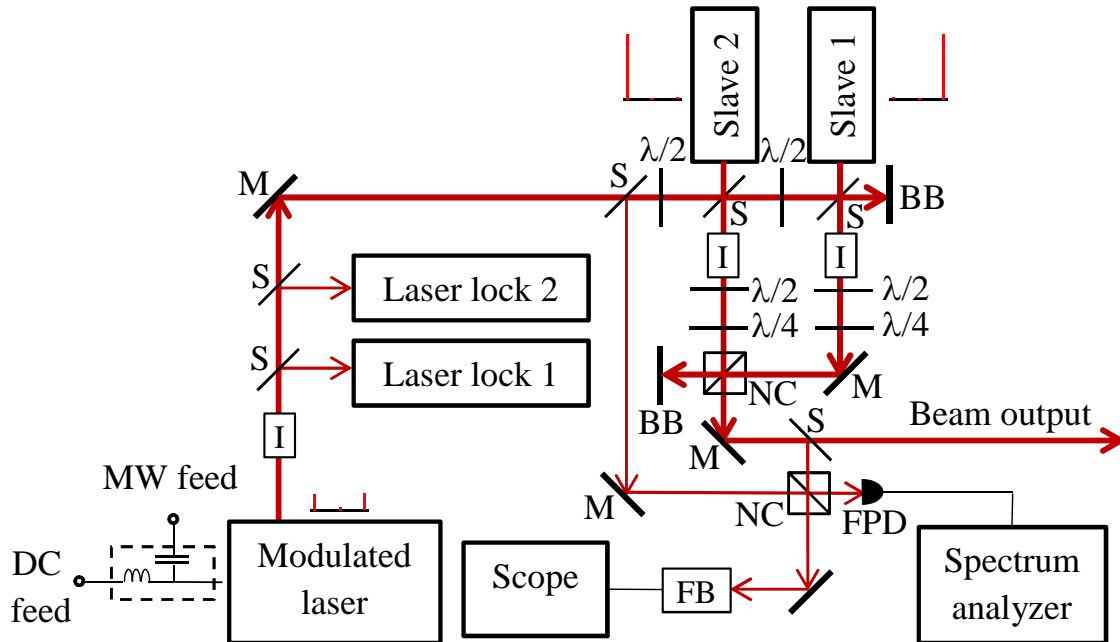 Slave 2
Slave 1
λ/2
λ/2
S
M
S
S
BB
I
I
S
Laser lock 2
λ/2
λ/2
λ/4
λ/4
S
Laser lock 1
NC
M
BB
S
Beam output
I
M
MW feed
M
NC
FPD
DC
feed
Modulated
laser
Scope
FB
Spectrum
analyzer